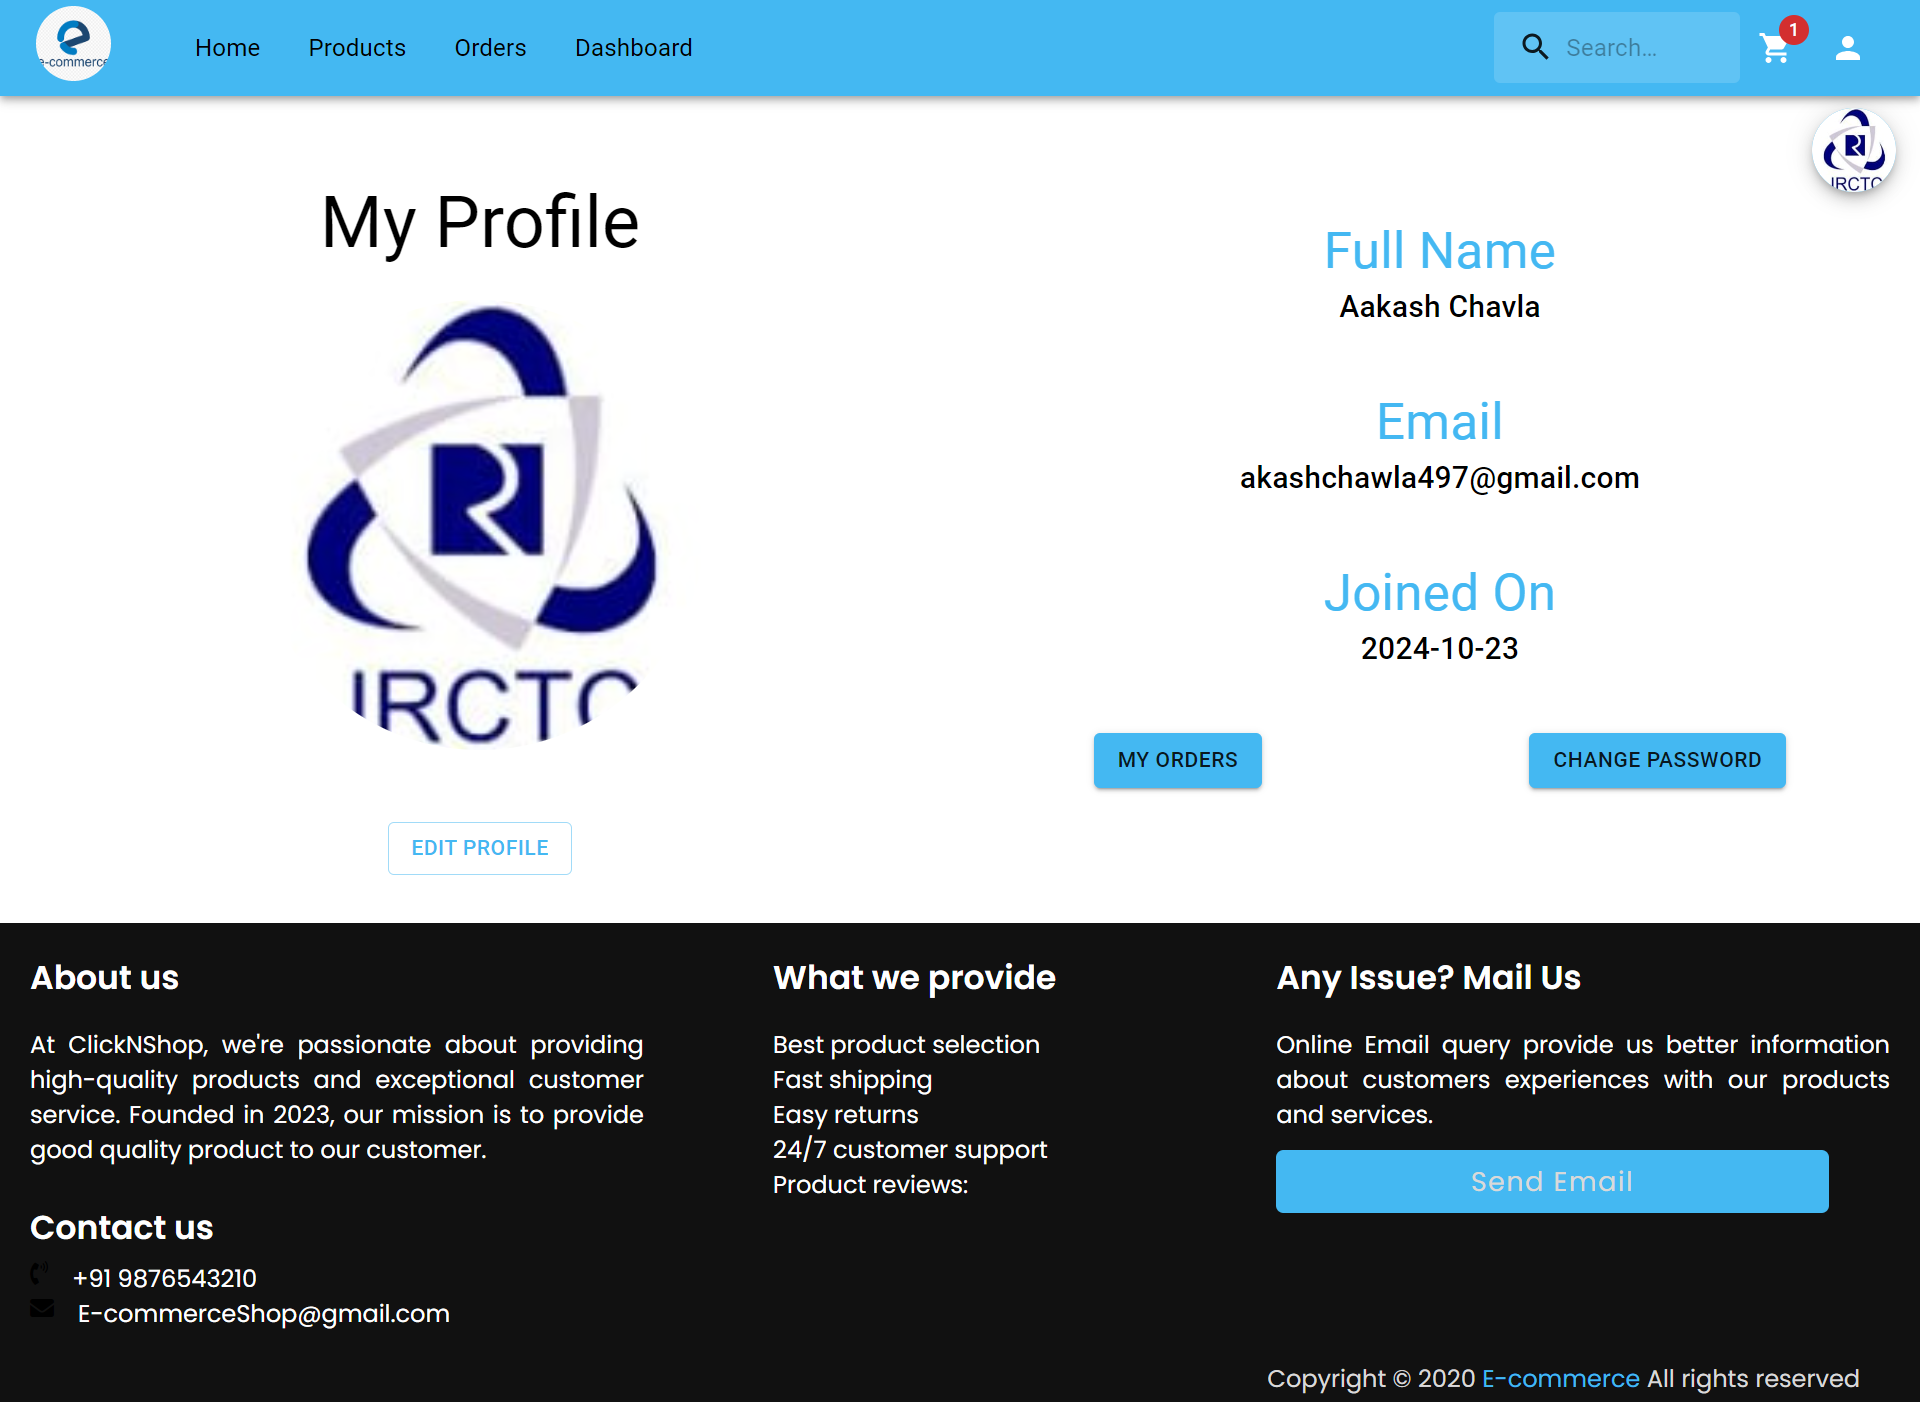 e-commerce
Home
Products
Orders
Dashboard
Search...
1
IRCTC
My Profile
IRCTC
EDIT PROFILE
Full Name
Aakash Chavla
Email
akashchawla497@gmail.com
Joined On
2024-10-23
MY ORDERS
CHANGE PASSWORD
About us
At ClickNShop, we're passionate about providing
high-quality products and exceptional customer
service. Founded in 2023, our mission is to provide
good quality product to our customer.
Contact us
+91 9876543210
E-commerceShop@gmail.com
What we provide
Best product selection
Fast shipping
Easy returns
24/7 customer support
Product reviews:
Any Issue? Mail Us
Online Email query provide us better information
about customers experiences with our products
and services.
Send Email
Copyright © 2020 E-commerce All rights reserved